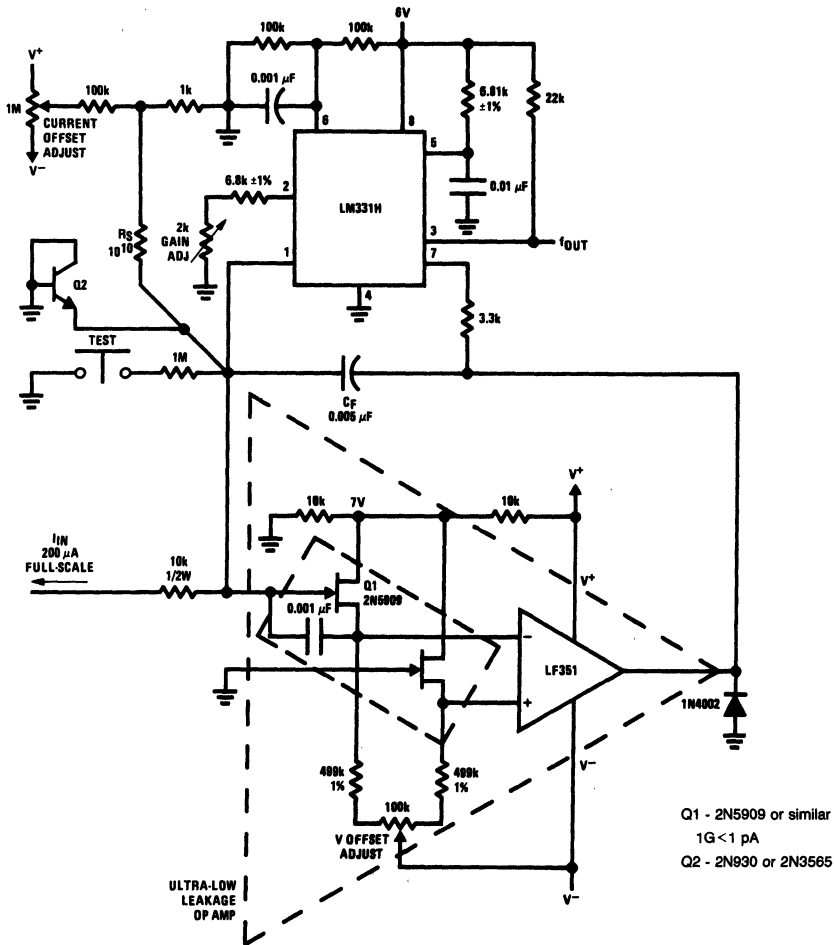 8V
V+
100k
100k
100k
1k
0.001 μF
6.81k
±1%
22k
1M
CURRENT
OFFSET
ADJUST
V−
6
8
5
6.8k ±1%
2
LM331H
0.01 μF
RS
10^10
2k
GAIN
ADJ
3
fOUT
1
7
Q2
4
3.3k
TEST
1M
CF
0.005 μF
V+
10k
7V
10k
IIN
200 μA
FULL-SCALE
10k
1/2W
Q1
2N5909
V+
0.001 μF
−
LF351
+
1N4002
V−
499k
1%
499k
1%
100k
V OFFSET
ADJUST
ULTRA-LOW
LEAKAGE
OP AMP
V−
Q1 - 2N5909 or similar
1G<1 pA
Q2 - 2N930 or 2N3565